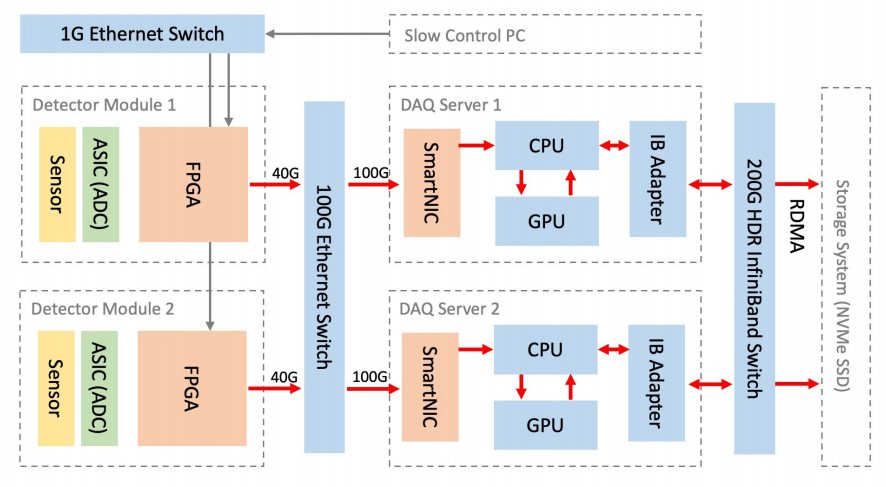 1G Ethernet Switch
Slow Control PC
Detector Module 1
Sensor
ASIC (ADC)
FPGA
40G
100G Ethernet Switch
100G
DAQ Server 1
SmartNIC
CPU
GPU
IB Adapter
200G HDR InfiniBand Switch
RDMA
Storage System (NVMe SSD)
Detector Module 2
Sensor
ASIC (ADC)
FPGA
40G
100G
DAQ Server 2
SmartNIC
CPU
GPU
IB Adapter